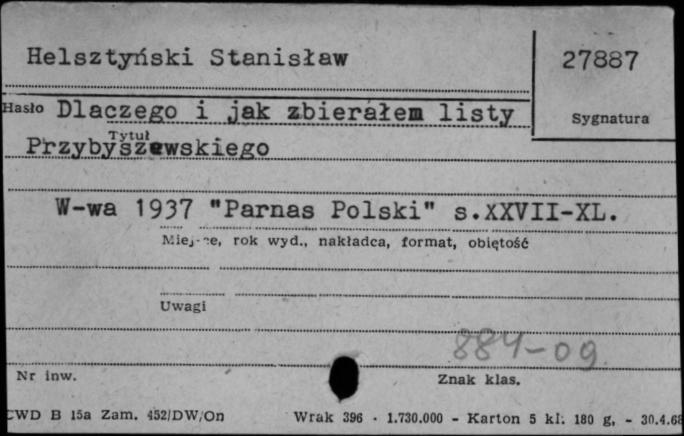 Helsztyński Stanisław
27887
Hasło Dlaczego i jak zbierałem listy
Sygnatura
Tytuł
Przybyszewskiego
W-wa 1937 "Parnas Polski" s.XXVII-XL.
Miejsce, rok wyd., nakładca, format, objętość
Uwagi
884-09
Nr inw.
Znak klas.
CWD B 15a Zam. 452/DW/On Wrak 396 - 1.730.000 - Karton 5 kl. 180 g, - 30.4.68